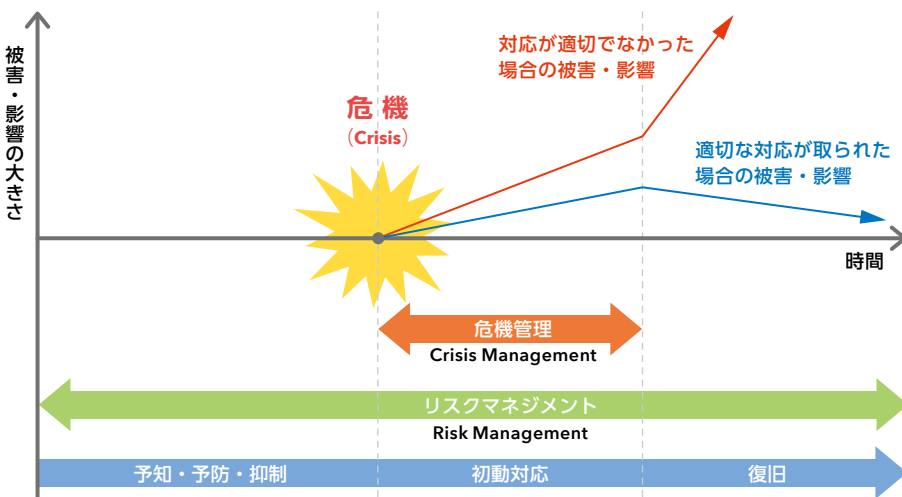 被害・影響の大きさ
対応が適切でなかった
場合の被害・影響
危機
（Crisis）
適切な対応が取られた
場合の被害・影響
時間
危機管理
Crisis Management
リスクマネジメント
Risk Management
予知・予防・抑制
初動対応
復旧